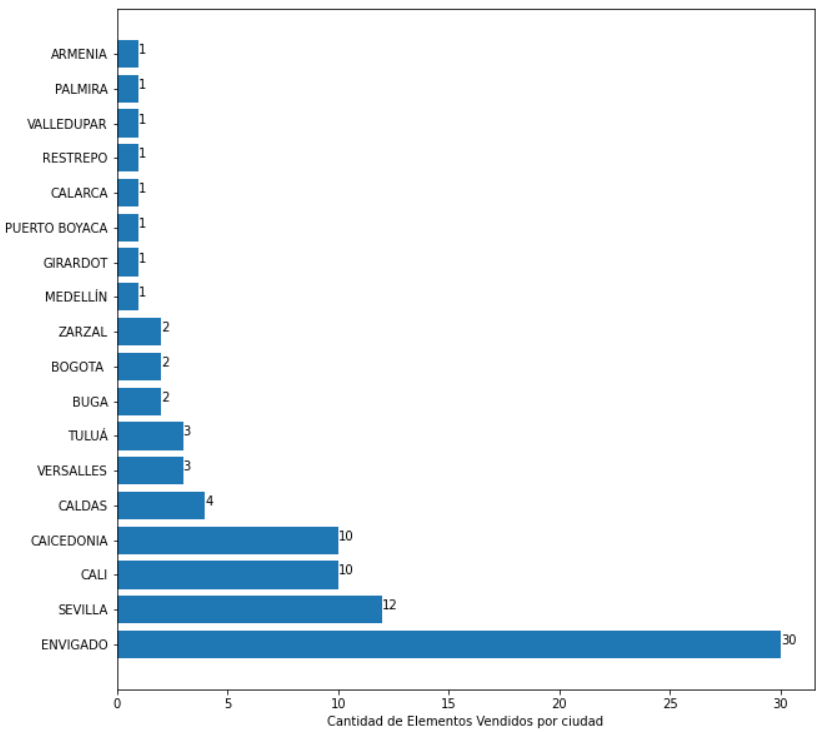 ARMENIA 1
PALMIRA 1
VALLEDUPAR 1
RESTREPO 1
CALARCA 1
PUERTO BOYACA 1
GIRARDOT 1
MEDELLÍN 1
ZARZAL 2
BOGOTA 2
BUGA 2
TULUÁ 3
VERSALLES 3
CALDAS 4
CAICEDONIA 10
CALI 10
SEVILLA 12
ENVIGADO 30
0 5 10 15 20 25 30
Cantidad de Elementos Vendidos por ciudad